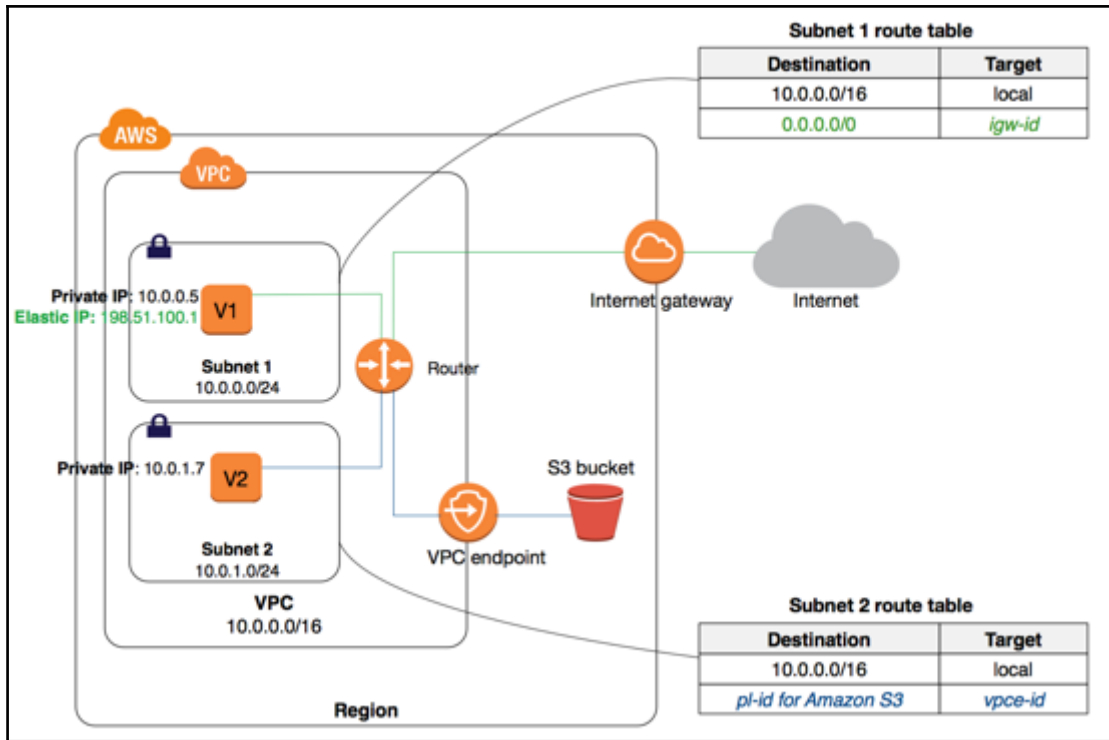 Subnet 1 route table
Destination Target
10.0.0.0/16 local
0.0.0.0/0 igw-id
AWS
VPC
Private IP: 10.0.0.5
Elastic IP: 198.51.100.1
V1
Subnet 1
10.0.0.0/24
Router
Internet gateway
Internet
Private IP: 10.0.1.7
V2
Subnet 2
10.0.1.0/24
S3 bucket
VPC endpoint
VPC
10.0.0.0/16
Region
Subnet 2 route table
Destination Target
10.0.0.0/16 local
pl-id for Amazon S3 vpce-id